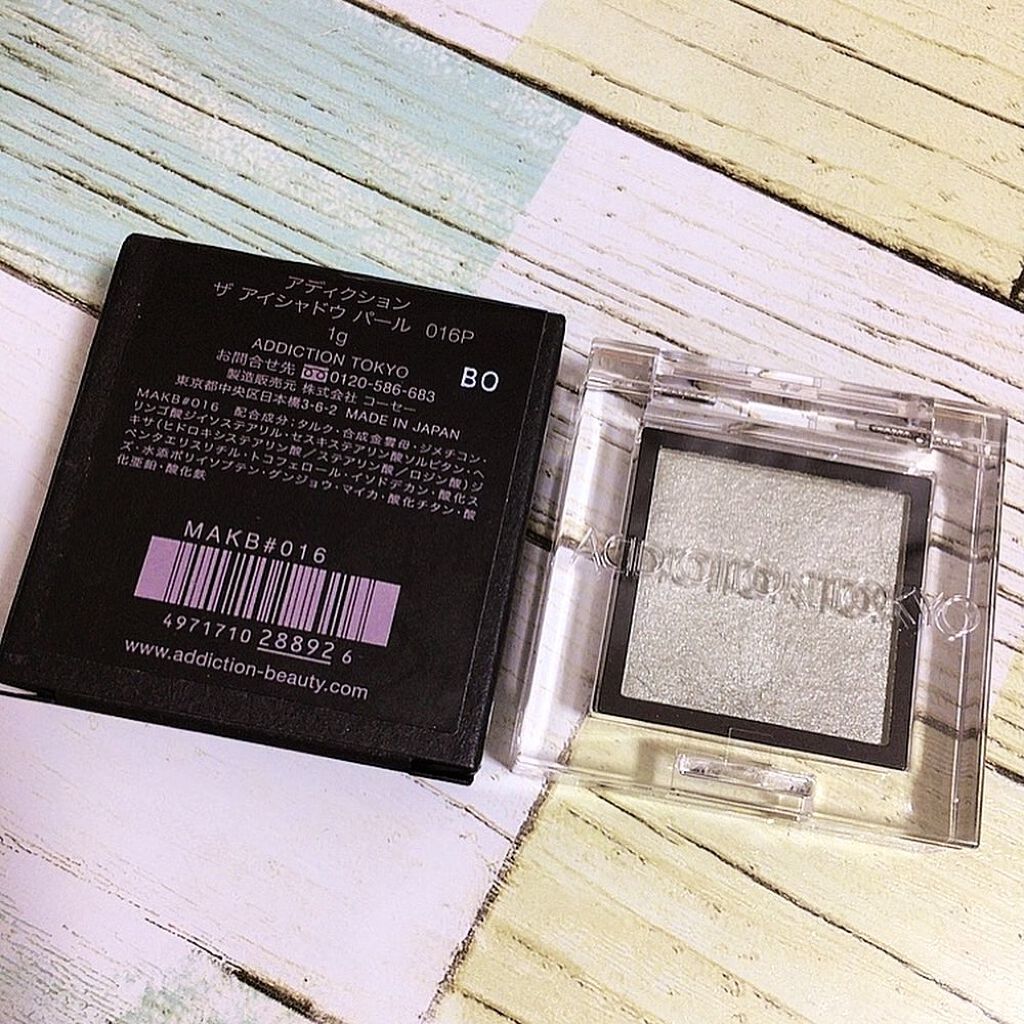 アディクション
ザ アイシャドウ パール 016P
1g
ADDICTION TOKYO
お問合せ先 0120-586-683
製造販売元 株式会社 コーセー
東京都中央区日本橋3-6-2 MADE IN JAPAN
BO
MAKB#016 配合成分:タルク・合成金雲母・ジメチコン・
リンゴ酸ジイソステアリル・セスキステアリン酸ソルビタン・ヘ
キサ(ヒドロキシステアリン酸/ステアリン酸/ロジン酸)ジ
ペンタエリスリチル・トコフェロール・イソドデカン・酸化ス
ズ・水添ポリイソブテン・グンジョウ・マイカ・酸化チタン・酸
化亜鉛・酸化鉄
MAKB#016
4971710 288926
www.addiction-beauty.com
ADDICTION TOKYO